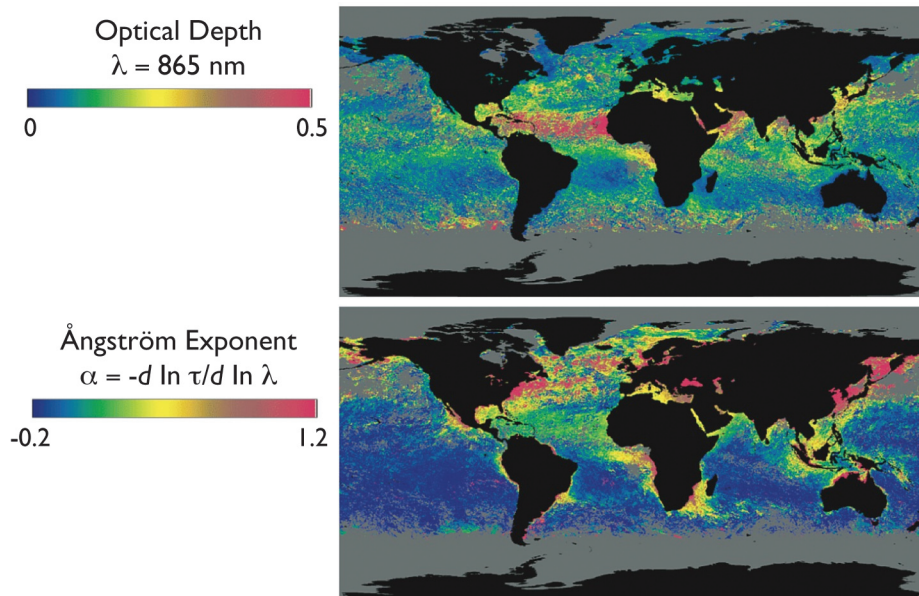 Optical Depth
λ = 865 nm
0 0.5
Ångström Exponent
α = -d ln τ/d ln λ
-0.2 1.2